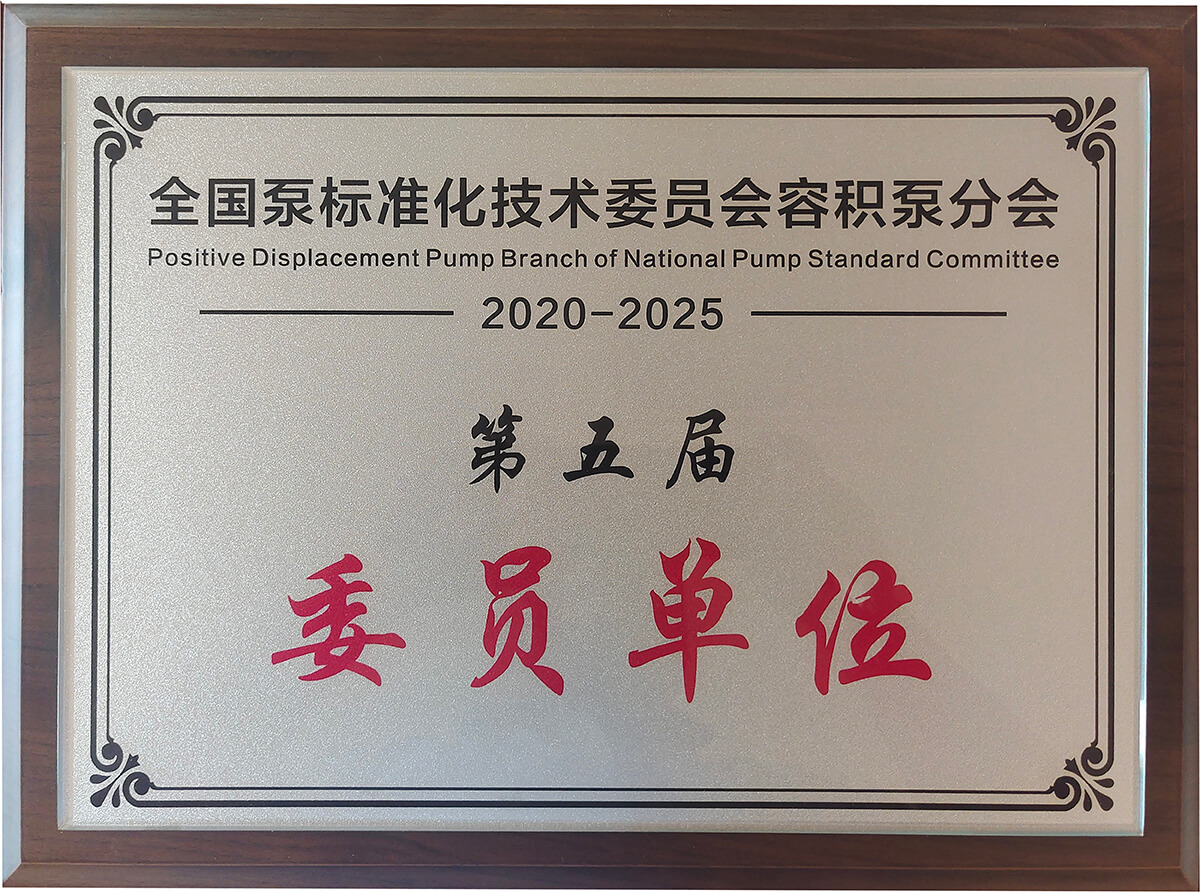 全国泵标准化技术委员会容积泵分会
Positive Displacement Pump Branch of National Pump Standard Committee
2020-2025
第五届
委员单位